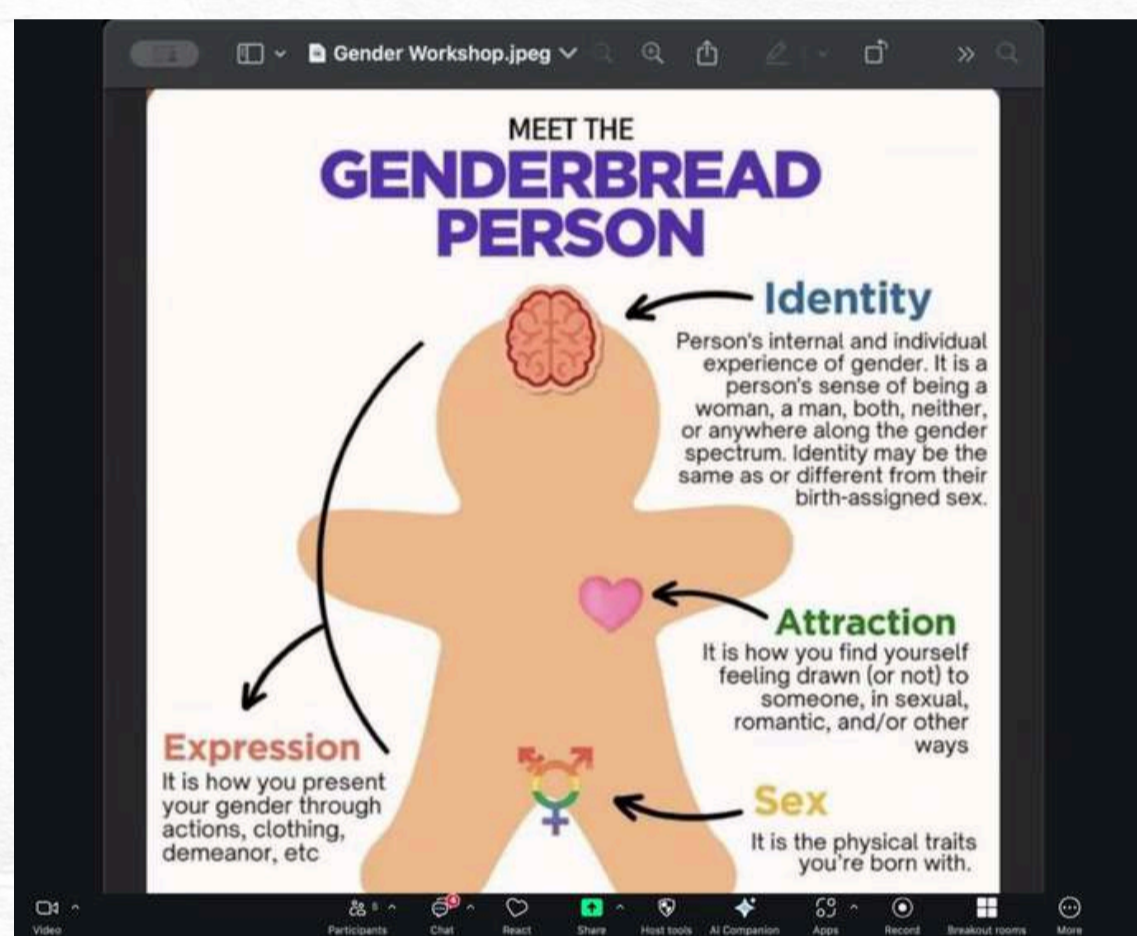 Gender Workshop.jpeg
MEET THE
GENDERBREAD
PERSON
Identity
Person's internal and individual
experience of gender. It is a
person's sense of being a
woman, a man, both, neither,
or anywhere along the gender
spectrum. Identity may be the
same as or different from their
birth-assigned sex.
Attraction
It is how you find yourself
feeling drawn (or not) to
someone, in sexual,
romantic, and/or other
ways
Expression
It is how you present
your gender through
actions, clothing,
demeanor, etc
Sex
It is the physical traits
you're born with.
Video
Participants
Chat
React
Share
Host tools
AI Companion
Apps
Record
Breakout rooms
More